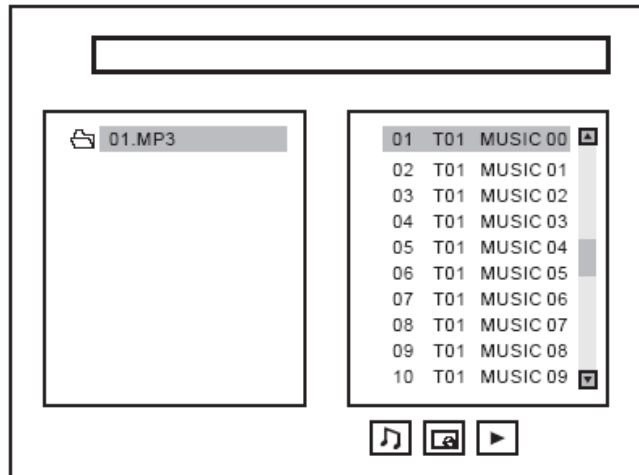 01.MP3
01 T01 MUSIC 00
02 T01 MUSIC 01
03 T01 MUSIC 02
04 T01 MUSIC 03
05 T01 MUSIC 04
06 T01 MUSIC 05
07 T01 MUSIC 06
08 T01 MUSIC 07
09 T01 MUSIC 08
10 T01 MUSIC 09